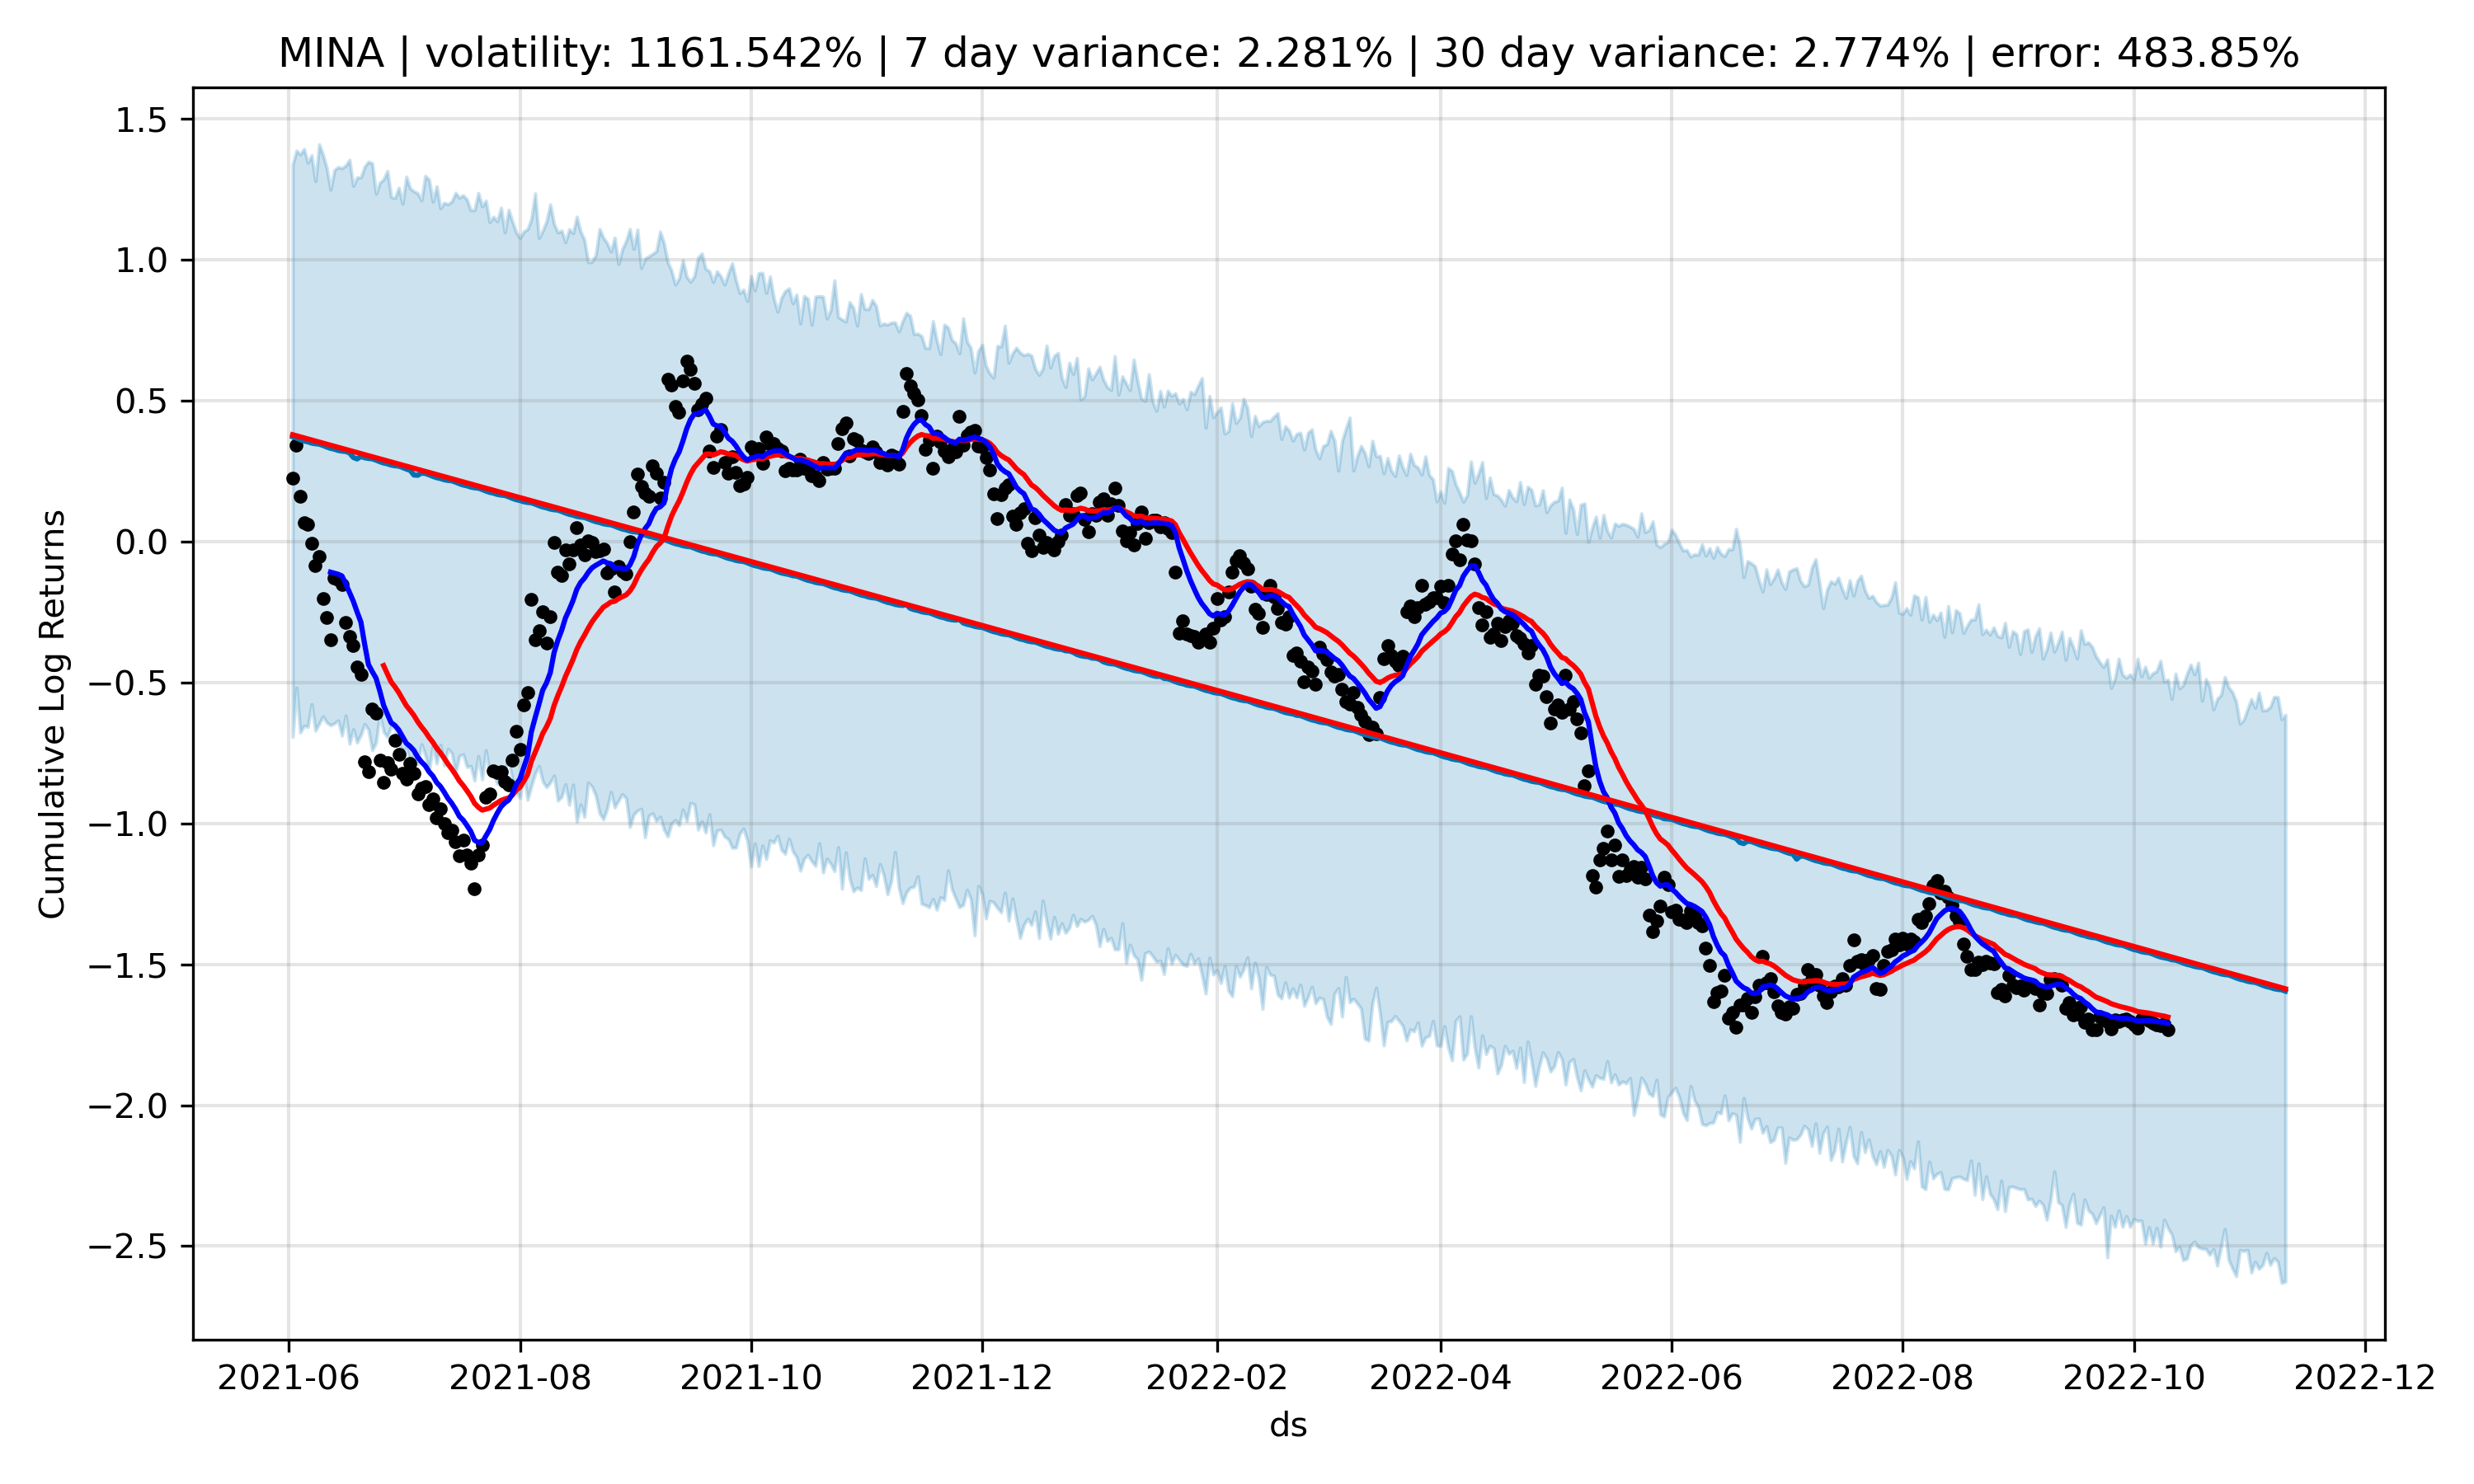 MINA | volatility: 1161.542% | 7 day variance: 2.281% | 30 day variance: 2.774% | error: 483.85%
1.5
1.0
0.5
0.0
−0.5
−1.0
−1.5
−2.0
−2.5
Cumulative Log Returns
2021-06 2021-08 2021-10 2021-12 2022-02 2022-04 2022-06 2022-08 2022-10 2022-12
ds